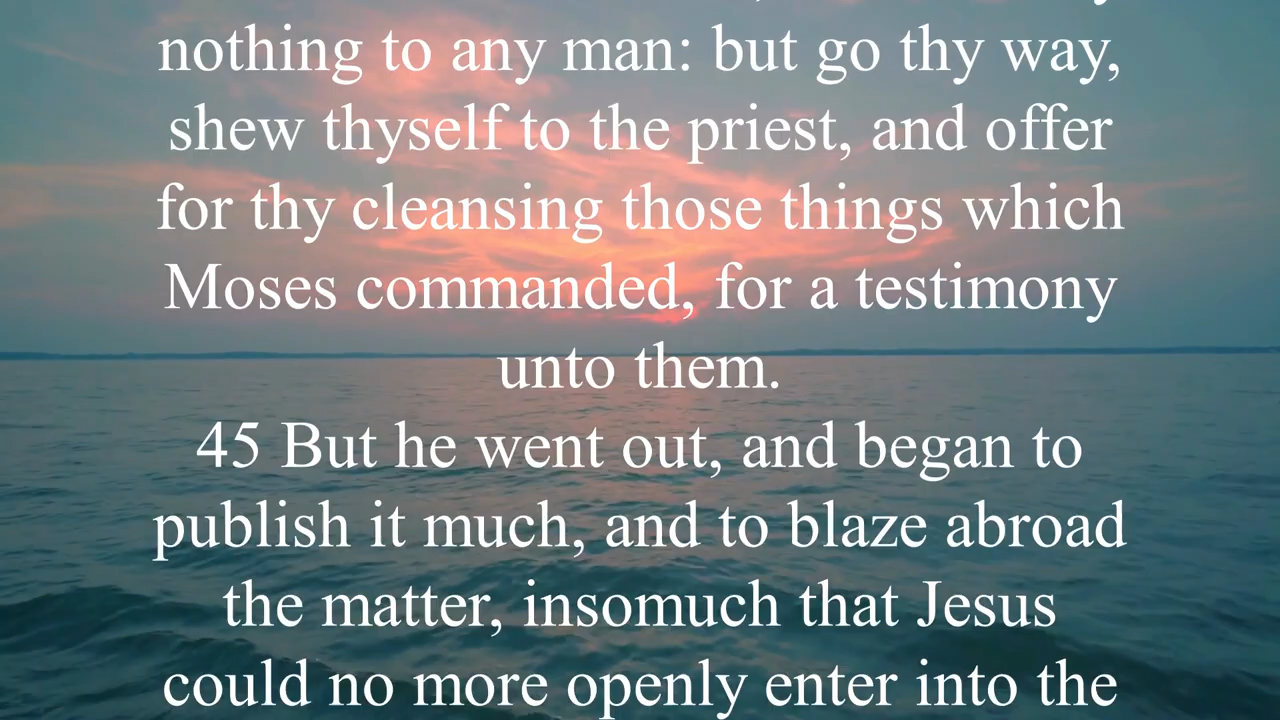 nothing to any man: but go thy way,
shew thyself to the priest, and offer
for thy cleansing those things which
Moses commanded, for a testimony
unto them.
45 But he went out, and began to
publish it much, and to blaze abroad
the matter, insomuch that Jesus
could no more openly enter into the